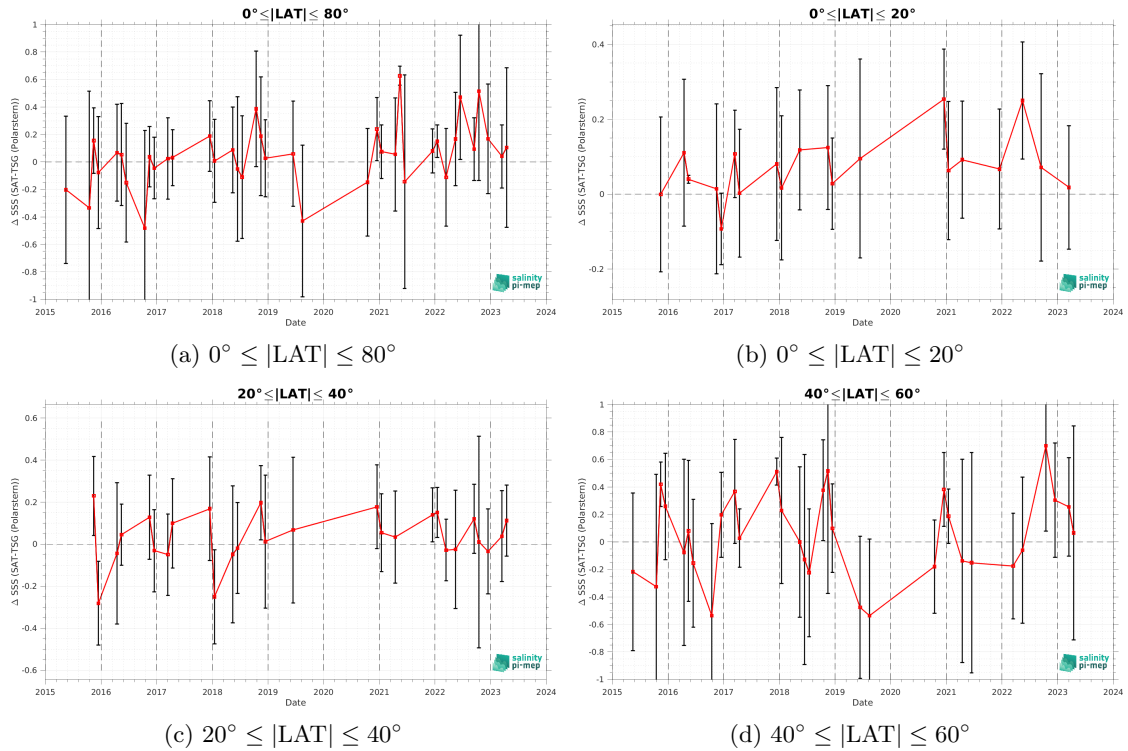 0°≤|LAT|≤ 80°
Δ SSS (SAT-TSG (Polarstern))
1
0.8
0.6
0.4
0.2
0
-0.2
-0.4
-0.6
-0.8
-1
2015 2016 2017 2018 2019 2020 2021 2022 2023 2024
Date
salinity
pi-mep
(a) 0° ≤ |LAT| ≤ 80°
0°≤|LAT|≤ 20°
Δ SSS (SAT-TSG (Polarstern))
0.4
0.2
0
-0.2
2015 2016 2017 2018 2019 2020 2021 2022 2023 2024
Date
salinity
pi-mep
(b) 0° ≤ |LAT| ≤ 20°
20°≤|LAT|≤ 40°
Δ SSS (SAT-TSG (Polarstern))
0.6
0.4
0.2
0
-0.2
-0.4
-0.6
2015 2016 2017 2018 2019 2020 2021 2022 2023 2024
Date
salinity
pi-mep
(c) 20° ≤ |LAT| ≤ 40°
40°≤|LAT|≤ 60°
Δ SSS (SAT-TSG (Polarstern))
1
0.8
0.6
0.4
0.2
0
-0.2
-0.4
-0.6
-0.8
-1
2015 2016 2017 2018 2019 2020 2021 2022 2023 2024
Date
salinity
pi-mep
(d) 40° ≤ |LAT| ≤ 60°